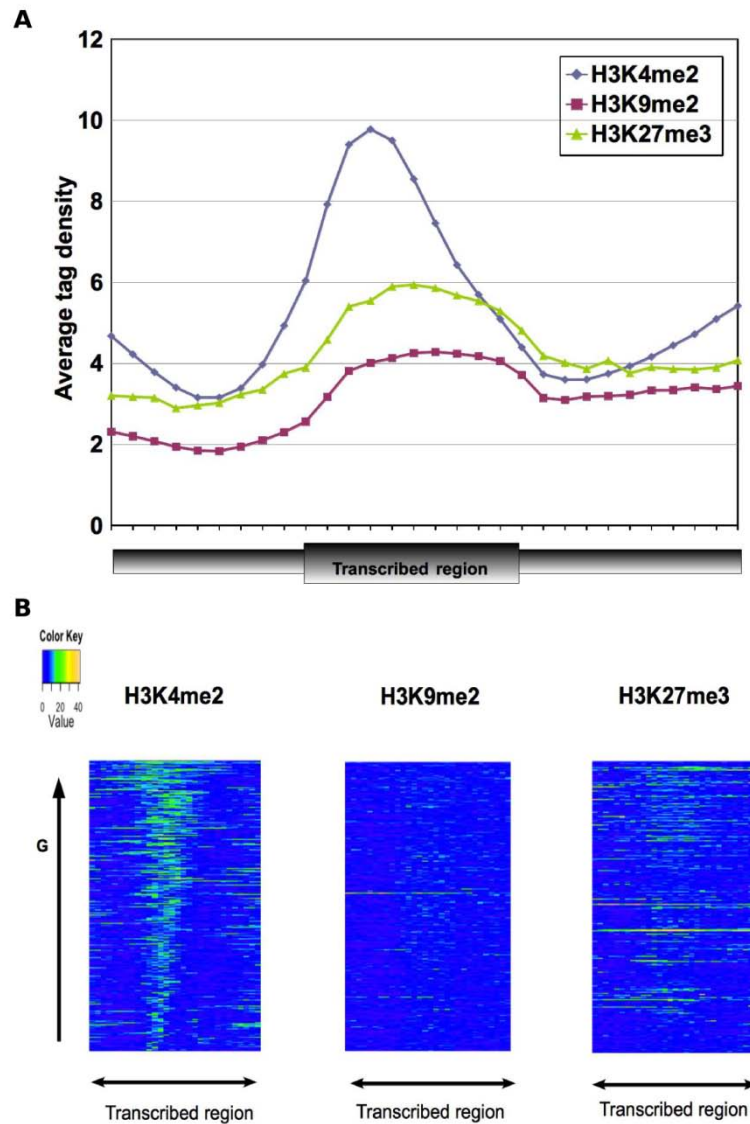 A
12
10
8
6
4
2
0
Average tag density
H3K4me2
H3K9me2
H3K27me3
Transcribed region
B
Color Key
0 20 40
Value
H3K4me2
H3K9me2
H3K27me3
G
Transcribed region
Transcribed region
Transcribed region